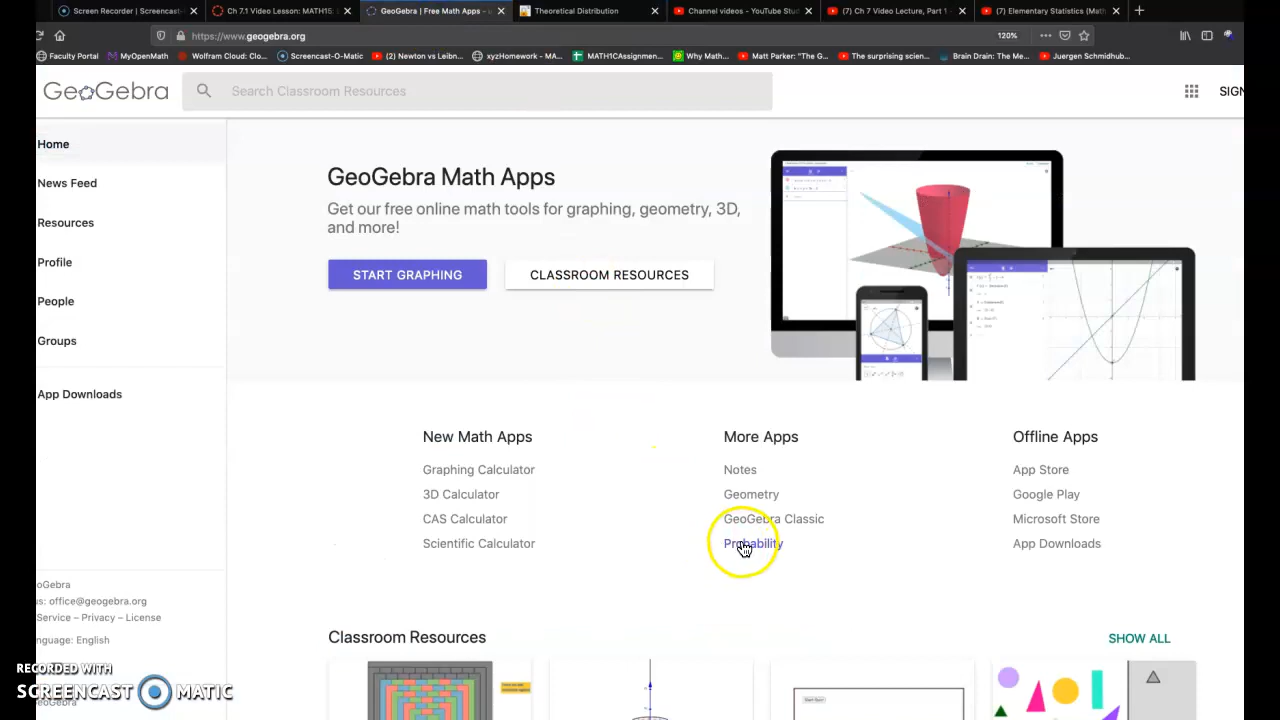 Screen Recorder | Screencast-O
Ch 7.1 Video Lesson: MATH15:
GeoGebra | Free Math Apps – u
Theoretical Distribution
Channel videos - YouTube Stud
(7) Ch 7 Video Lecture, Part 1 -
(7) Elementary Statistics (Math
https://www.geogebra.org
120%
Faculty Portal
MyOpenMath
Wolfram Cloud: Clo...
Screencast-O-Matic
(2) Newton vs Leibn...
xyzHomework - MA...
MATH1CAssignmen...
Why Math...
Matt Parker: "The G...
The surprising scien...
Brain Drain: The Me...
Juergen Schmidhub...
GeoGebra
Search Classroom Resources
SIGN
Home
News Feed
Resources
Profile
People
Groups
App Downloads
GeoGebra Math Apps
Get our free online math tools for graphing, geometry, 3D,
and more!
START GRAPHING
CLASSROOM RESOURCES
New Math Apps
Graphing Calculator
3D Calculator
CAS Calculator
Scientific Calculator
More Apps
Notes
Geometry
GeoGebra Classic
Probability
Offline Apps
App Store
Google Play
Microsoft Store
App Downloads
oGebra
us: office@geogebra.org
Service – Privacy – License
nguage: English
Classroom Resources
SHOW ALL
RECORDED WITH
SCREENCAST MATIC